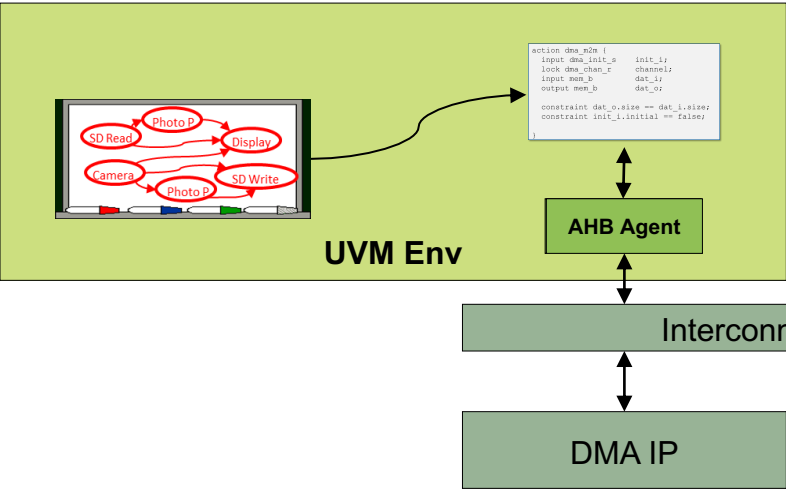 action dma_m2m {
input dma_init_s init_i;
lock dma_chan_r channel;
input mem_b dat_i;
output mem_b dat_o;
constraint dat_o.size == dat_i.size;
constraint init_i.initial == false;
}
Photo P
SD Read
Display
Camera
SD Write
Photo P
AHB Agent
UVM Env
Interconn
DMA IP